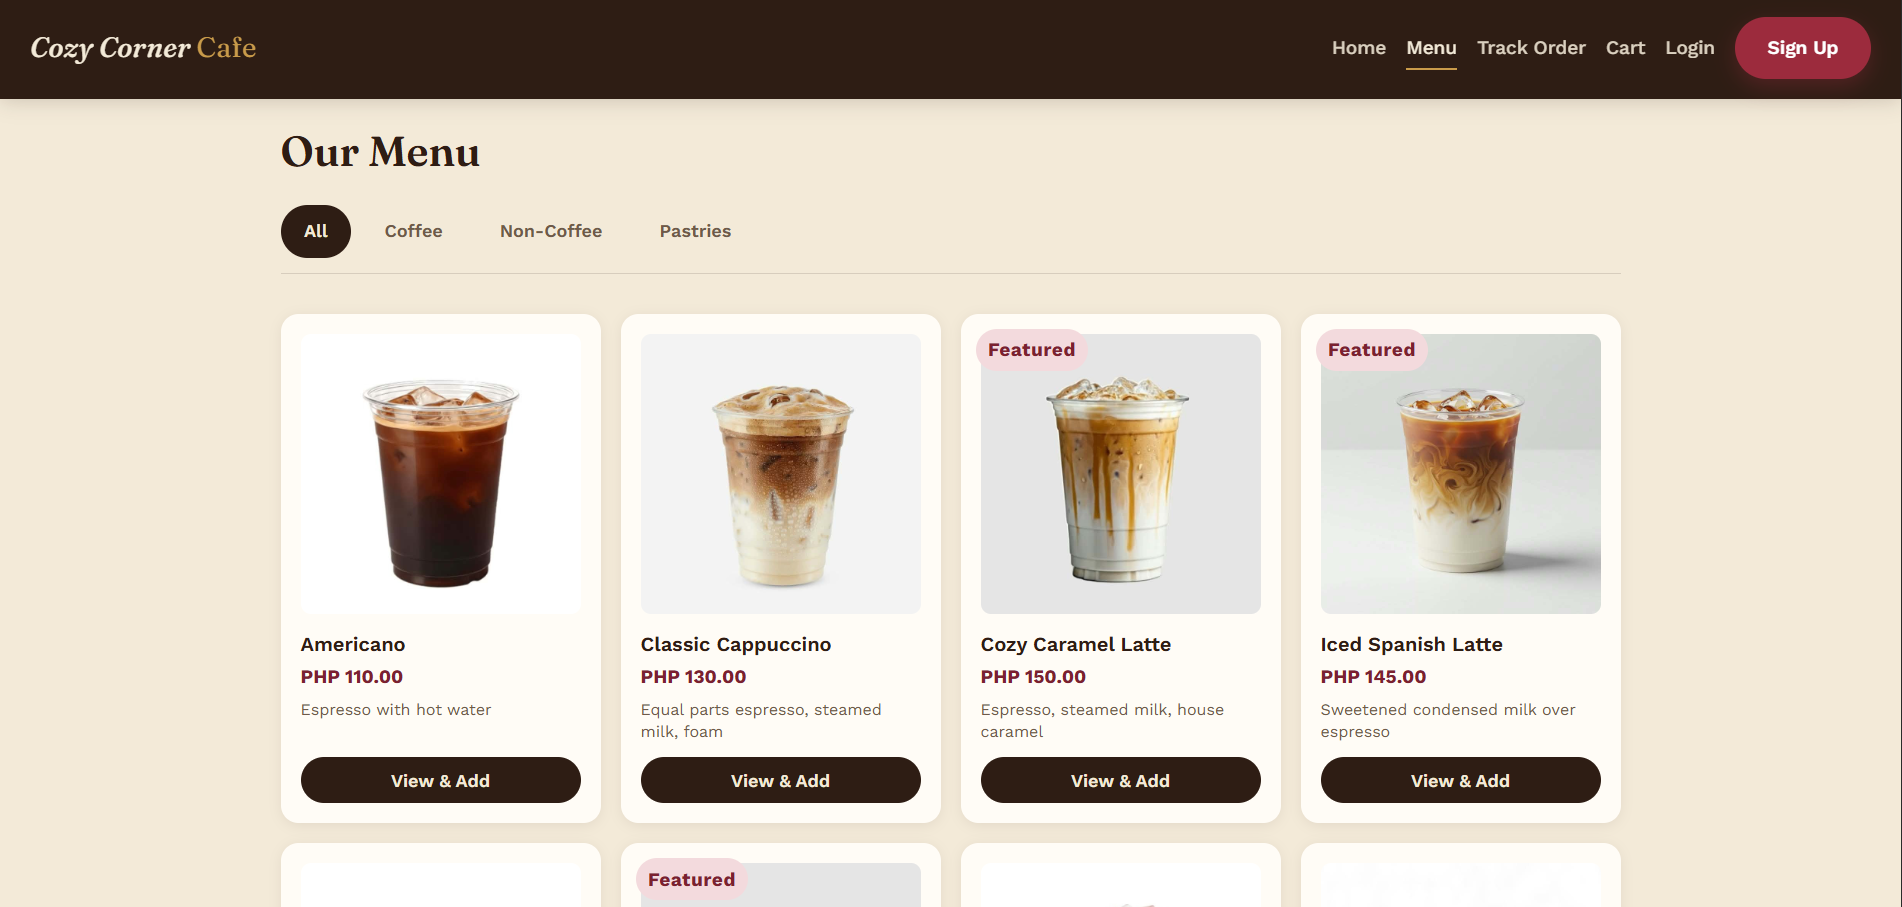 Cozy Corner Cafe
Home
Menu
Track Order
Cart
Login
Sign Up
Our Menu
All
Coffee
Non-Coffee
Pastries
Americano
PHP 110.00
Espresso with hot water
View & Add
Classic Cappuccino
PHP 130.00
Equal parts espresso, steamed
milk, foam
View & Add
Featured
Cozy Caramel Latte
PHP 150.00
Espresso, steamed milk, house
caramel
View & Add
Featured
Iced Spanish Latte
PHP 145.00
Sweetened condensed milk over
espresso
View & Add
Featured